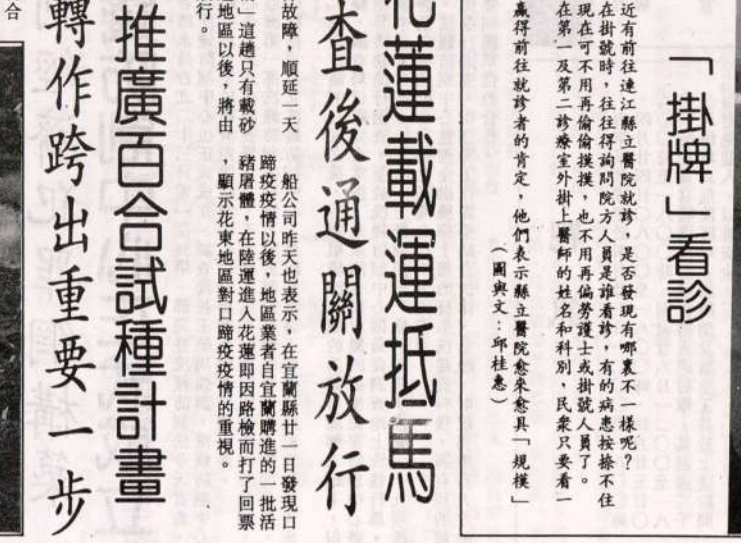 「掛牌」看診
近有前往連江縣立醫院就診，是否發現有哪裏不一樣呢？
在掛號時，往往得詢問院方人員是誰看診，有的病患按捺不住
現在可不用再偷偷摸摸，也不用再偏勞護士或掛號人員了。
在第一及第二診療室外掛上醫師的姓名和科別，民衆只要看一
贏得前往就診者的肯定，他們表示縣立醫院愈來愈具「規模」
（圖與文：邱桂惠）
花蓮載運抵馬
查後通關放行
船公司昨天也表示，在宜蘭縣廿一日發現口
蹄疫疫情以後，地區業者自宜蘭購進的一批活
豬屠體，在陸運進入花蓮即因路檢而打了回票
，顯示花東地區對口蹄疫疫情的重視。
故障，順延一天
」這趟只有載砂
地區以後，將由
行。
推廣百合試種計畫
轉作跨出重要一步
合